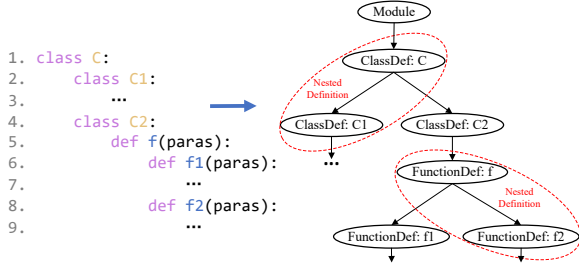 1. class C:
2. class C1:
3. ...
4. class C2:
5. def f(paras):
6. def f1(paras):
7. ...
8. def f2(paras):
9. ...
Module
ClassDef: C
Nested
Definition
ClassDef: C1
ClassDef: C2
...
FunctionDef: f
Nested
Definition
FunctionDef: f1
FunctionDef: f2